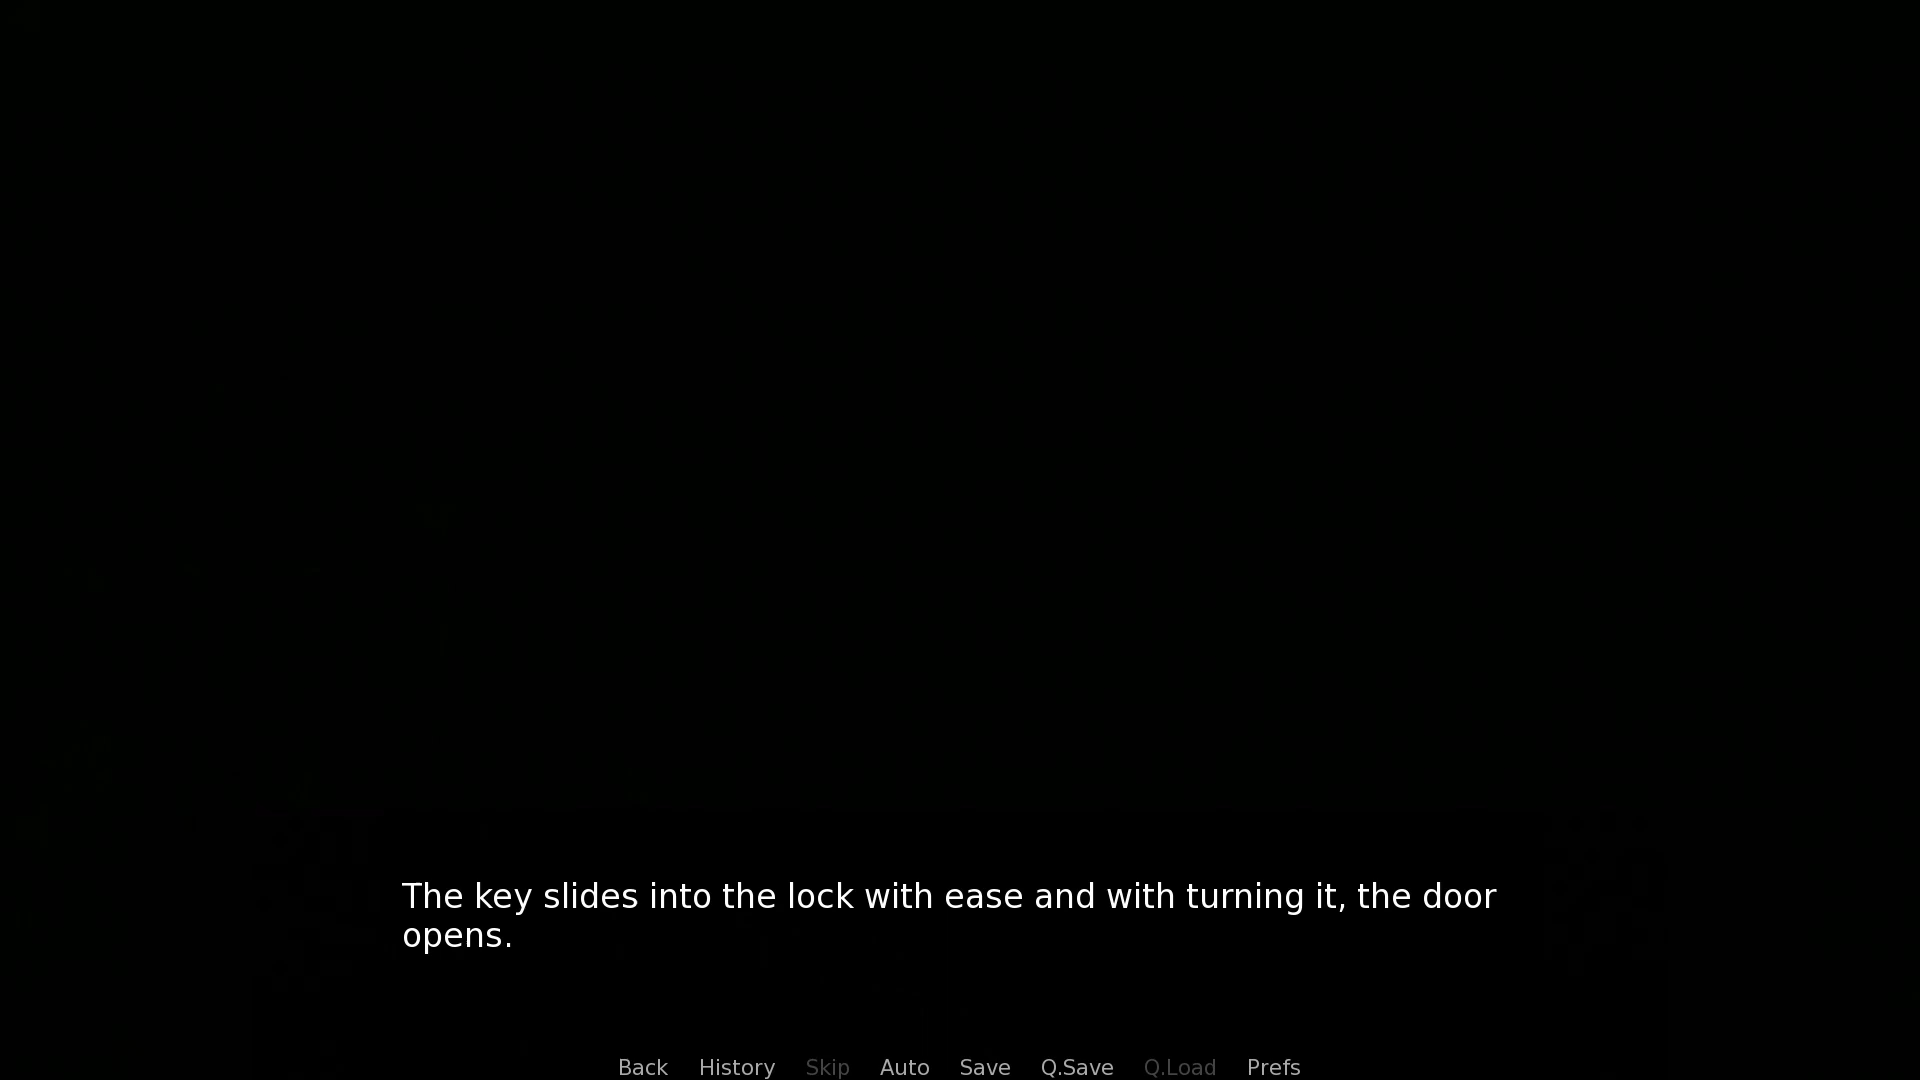 The key slides into the lock with ease and with turning it, the door
opens.
Back History Skip Auto Save Q.Save Q.Load Prefs